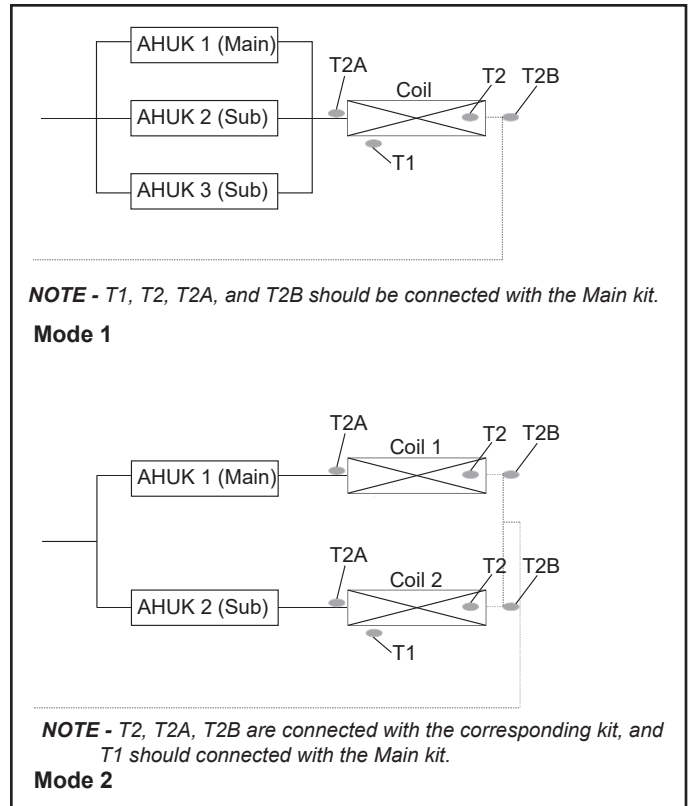 AHUK 1 (Main)
AHUK 2 (Sub)
AHUK 3 (Sub)
T2A
Coil
T2
T2B
T1
NOTE - T1, T2, T2A, and T2B should be connected with the Main kit.
Mode 1
T2A
Coil 1
T2
T2B
AHUK 1 (Main)
T2A
Coil 2
T2
T2B
AHUK 2 (Sub)
T1
NOTE - T2, T2A, T2B are connected with the corresponding kit, and
T1 should connected with the Main kit.
Mode 2